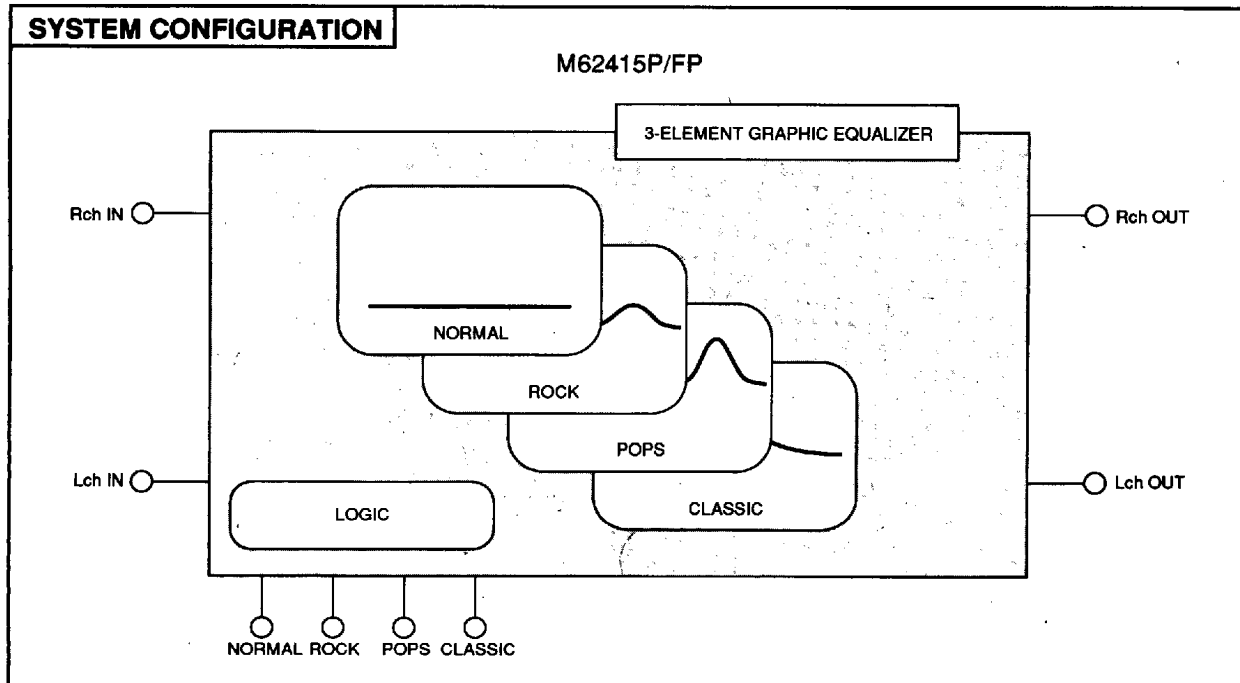 SYSTEM CONFIGURATION
M62415P/FP
3-ELEMENT GRAPHIC EQUALIZER
Rch IN
Rch OUT
NORMAL
ROCK
POPS
CLASSIC
Lch IN
Lch OUT
LOGIC
NORMAL ROCK POPS CLASSIC